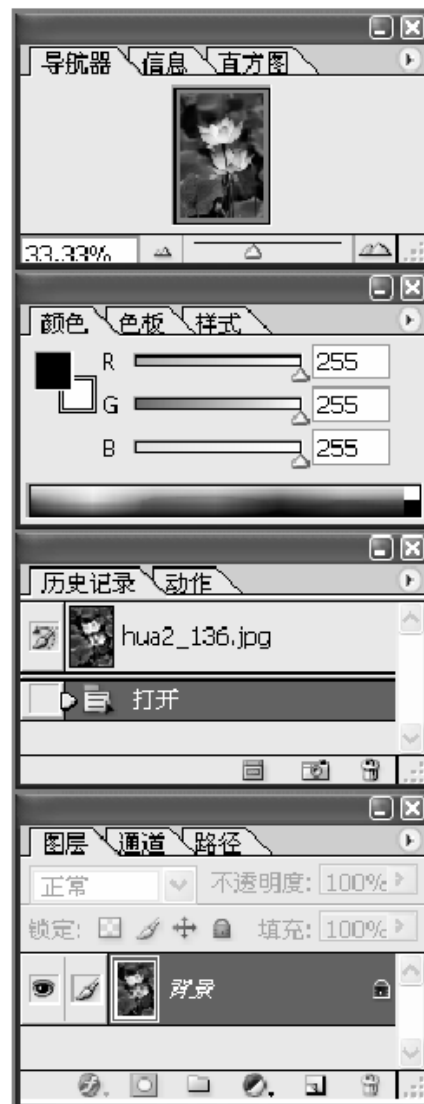 导航器 信息 直方图
33.33%
颜色 色板 样式
R 255
G 255
B 255
历史记录 动作
hua2_136.jpg
打开
图层 通道 路径
正常 不透明度: 100%
锁定: 填充: 100%
背景